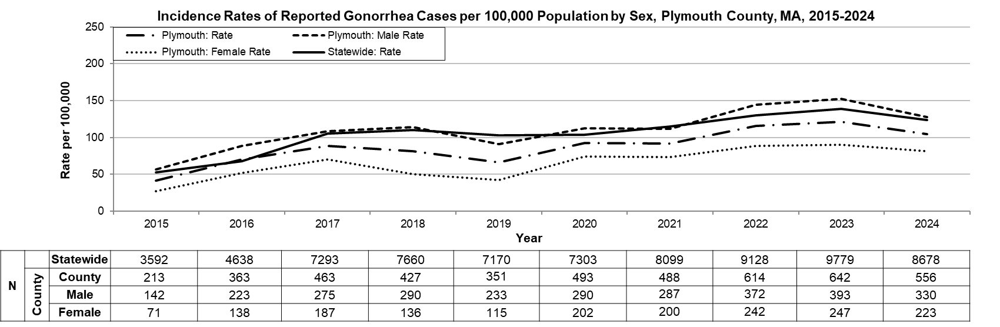 Incidence Rates of Reported Gonorrhea Cases per 100,000 Population by Sex, Plymouth County, MA, 2015-2024
250
Plymouth: Rate Plymouth: Male Rate
Plymouth: Female Rate Statewide: Rate
200
150
100
50
0
Rate per 100,000
2015 2016 2017 2018 2019 2020 2021 2022 2023 2024
Year
N
County
Statewide 3592 4638 7293 7660 7170 7303 8099 9128 9779 8678
County 213 363 463 427 351 493 488 614 642 556
Male 142 223 275 290 233 290 287 372 393 330
Female 71 138 187 136 115 202 200 242 247 223